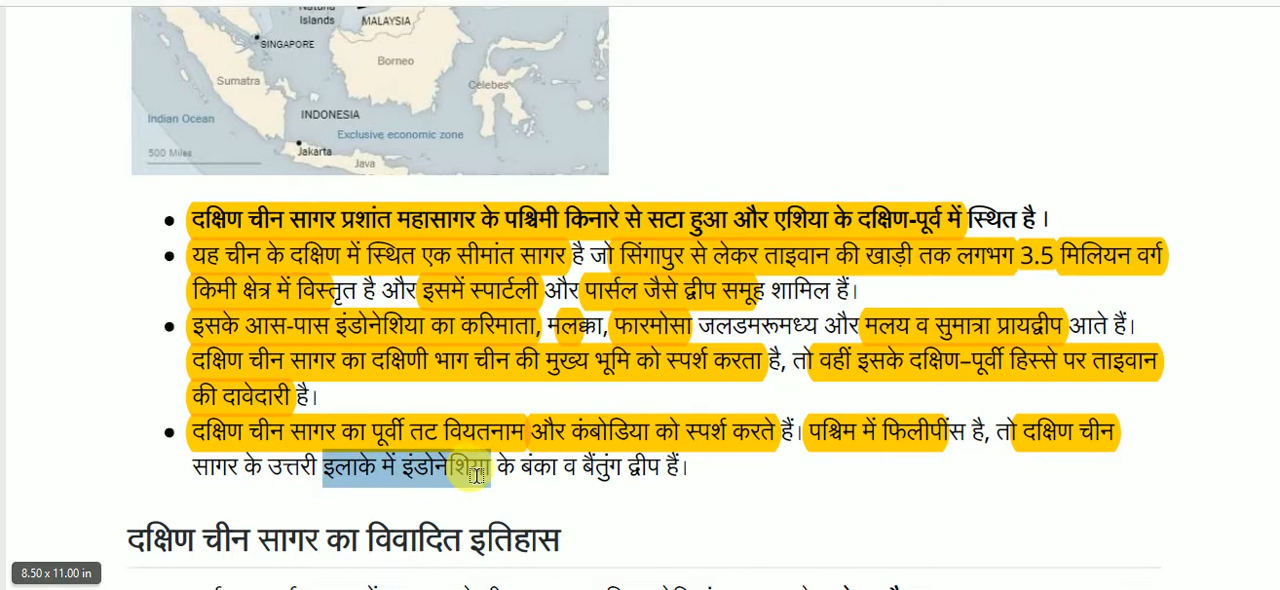 Natuna
Islands
MALAYSIA
SINGAPORE
Borneo
Sumatra
Celebes
INDONESIA
Indian Ocean
Exclusive economic zone
500 Miles
Jakarta
Java
• दक्षिण चीन सागर प्रशांत महासागर के पश्चिमी किनारे से सटा हुआ और एशिया के दक्षिण-पूर्व में स्थित है ।
• यह चीन के दक्षिण में स्थित एक सीमांत सागर है जो सिंगापुर से लेकर ताइवान की खाड़ी तक लगभग 3.5 मिलियन वर्ग
किमी क्षेत्र में विस्तृत है और इसमें स्पार्टली और पार्सल जैसे द्वीप समूह शामिल हैं।
• इसके आस-पास इंडोनेशिया का करिमाता, मलक्का, फारमोसा जलडमरूमध्य और मलय व सुमात्रा प्रायद्वीप आते हैं।
दक्षिण चीन सागर का दक्षिणी भाग चीन की मुख्य भूमि को स्पर्श करता है, तो वहीं इसके दक्षिण–पूर्वी हिस्से पर ताइवान
की दावेदारी है।
• दक्षिण चीन सागर का पूर्वी तट वियतनाम और कंबोडिया को स्पर्श करते हैं। पश्चिम में फिलीपींस है, तो दक्षिण चीन
सागर के उत्तरी इलाके में इंडोनेशिया के बंका व बैंतुंग द्वीप हैं।
दक्षिण चीन सागर का विवादित इतिहास
8.50 x 11.00 in